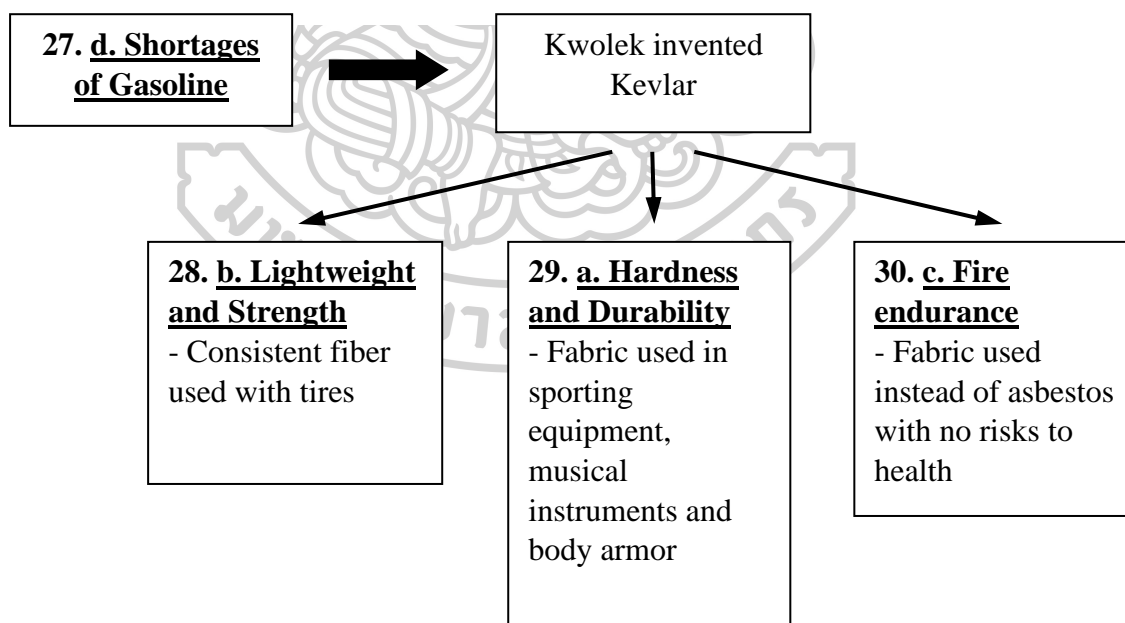 27. d. Shortages
of Gasoline
Kwolek invented
Kevlar
28. b. Lightweight
and Strength
- Consistent fiber
used with tires
29. a. Hardness
and Durability
- Fabric used in
sporting
equipment,
musical
instruments and
body armor
30. c. Fire
endurance
- Fabric used
instead of asbestos
with no risks to
health